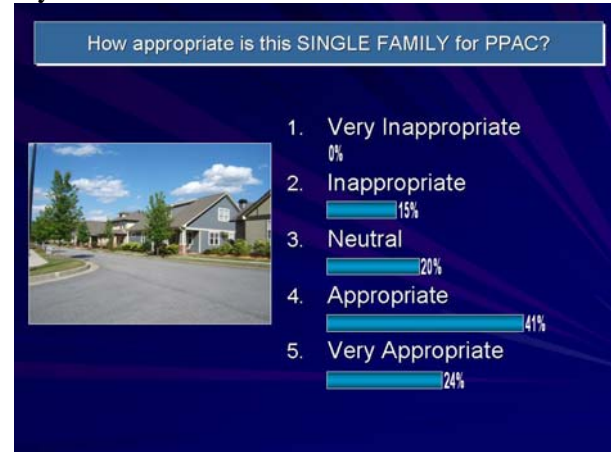 How appropriate is this SINGLE FAMILY for PPAC?
1. Very Inappropriate
0%
2. Inappropriate
15%
3. Neutral
20%
4. Appropriate
41%
5. Very Appropriate
24%